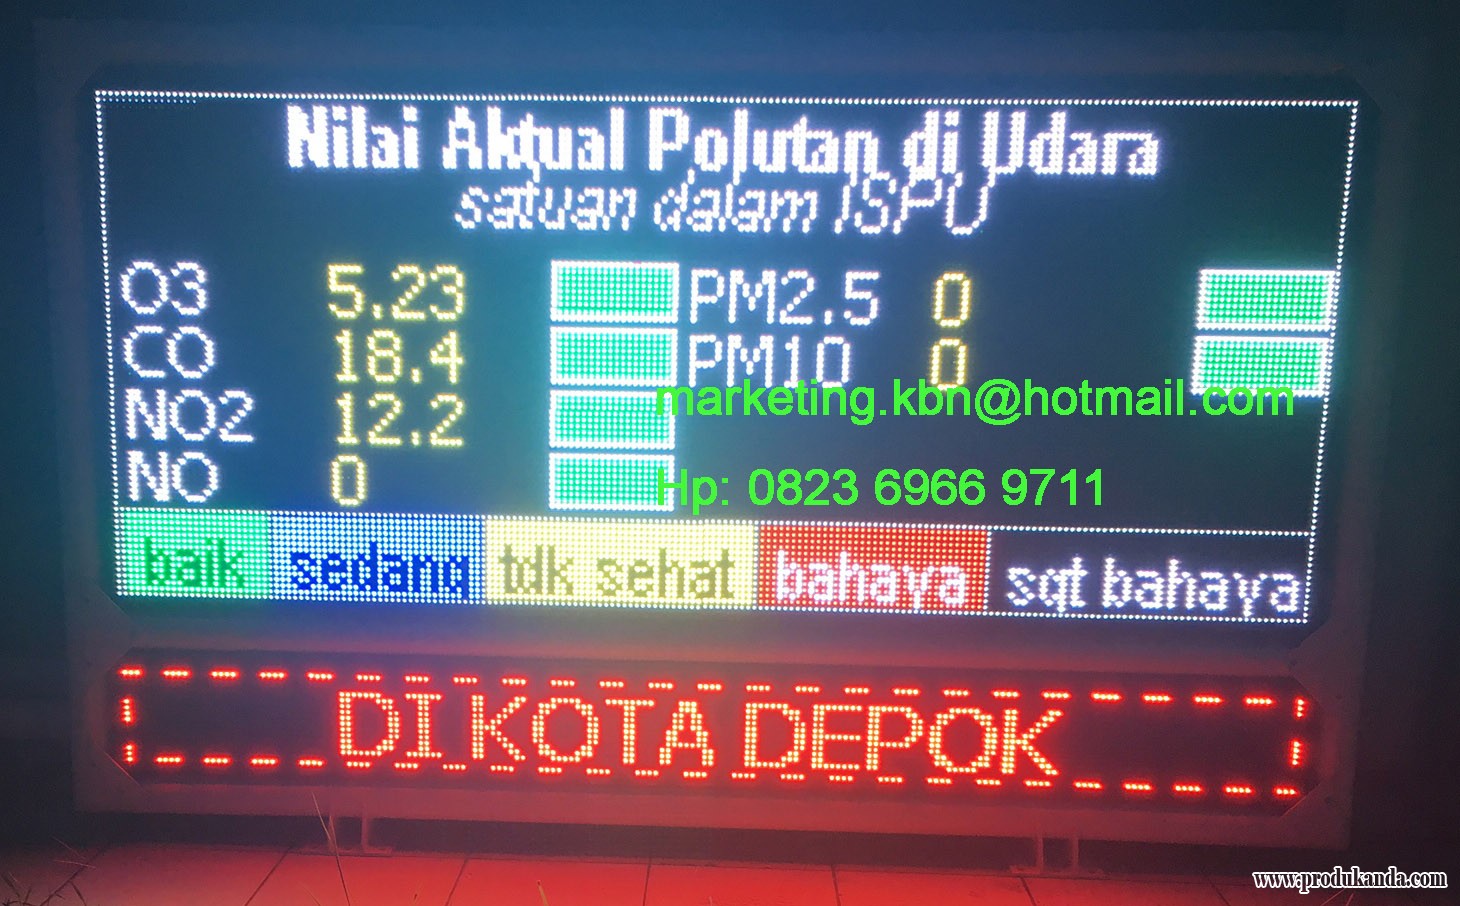 Nilai Aktual Polutan di Udara
satuan dalam ISPU
O3 5.23 PM2.5 0
CO 18.4 PM10 0
marketing.kbn@hotmail.com
NO2 12.2
NO 0
Hp: 0823 6966 9711
baik sedang tdk sehat bahaya sgt bahaya
DI KOTA DEPOK
www.produkanda.com